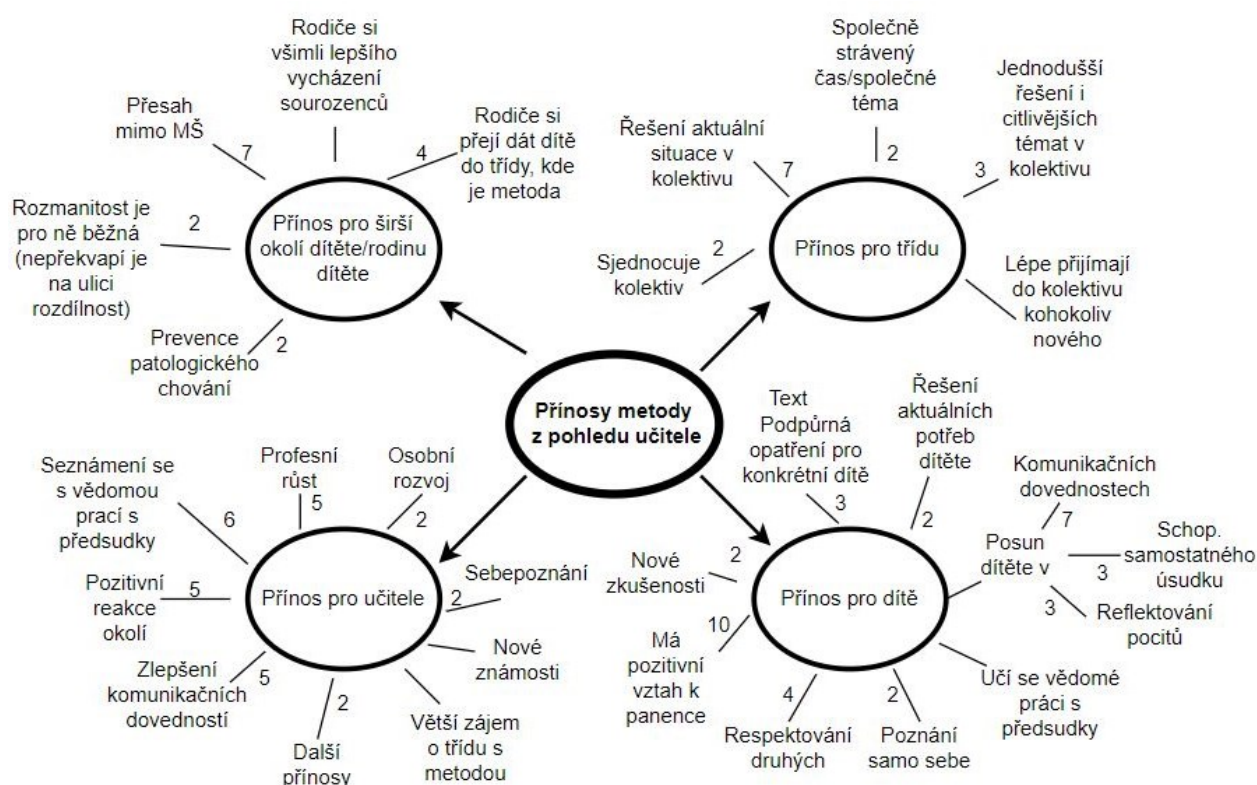 Rodiče si
všimli lepšího
vycházení
sourozenců
Přesah
mimo MŠ
7
Rodiče si
přejí dát dítě
do třídy, kde
je metoda
4
Rozmanitost je
pro ně běžná
(nepřekvapí je
na ulici
rozdílnost)
2
Přínos pro širší
okolí dítěte/rodinu
dítěte
Prevence
patologického
chování
2
Společně
strávený
čas/společné
téma
2
Jednodušší
řešení i
citlivějších
témat v
kolektivu
3
Řešení aktuální
situace v
kolektivu
7
Přínos pro třídu
Sjednocuje
kolektiv
2
Lépe přijímají
do kolektivu
kohokoliv
nového
Přínosy metody
z pohledu učitele
Seznámení se
s vědomou
prací s
předsudky
6
Profesní
růst
5
Osobní
rozvoj
2
Sebepoznání
2
Pozitivní
reakce
okolí
5
Přínos pro učitele
Nové
známosti
Zlepšení
komunikačních
dovedností
5
Další
přínosy
2
Větší zájem
o třídu s
metodou
Text
Podpůrná
opatření pro
konkrétní dítě
3
Řešení
aktuálních
potřeb
dítěte
2
Komunikačních
dovednostech
7
Posun
dítěte v
Schop.
samostatného
úsudku
3
Reflektování
pocitů
3
Nové
zkušenosti
2
Přínos pro dítě
Má
pozitivní
vztah k
panence
10
Respektování
druhých
4
Poznání
samo sebe
2
Učí se vědomé
práci s
předsudky